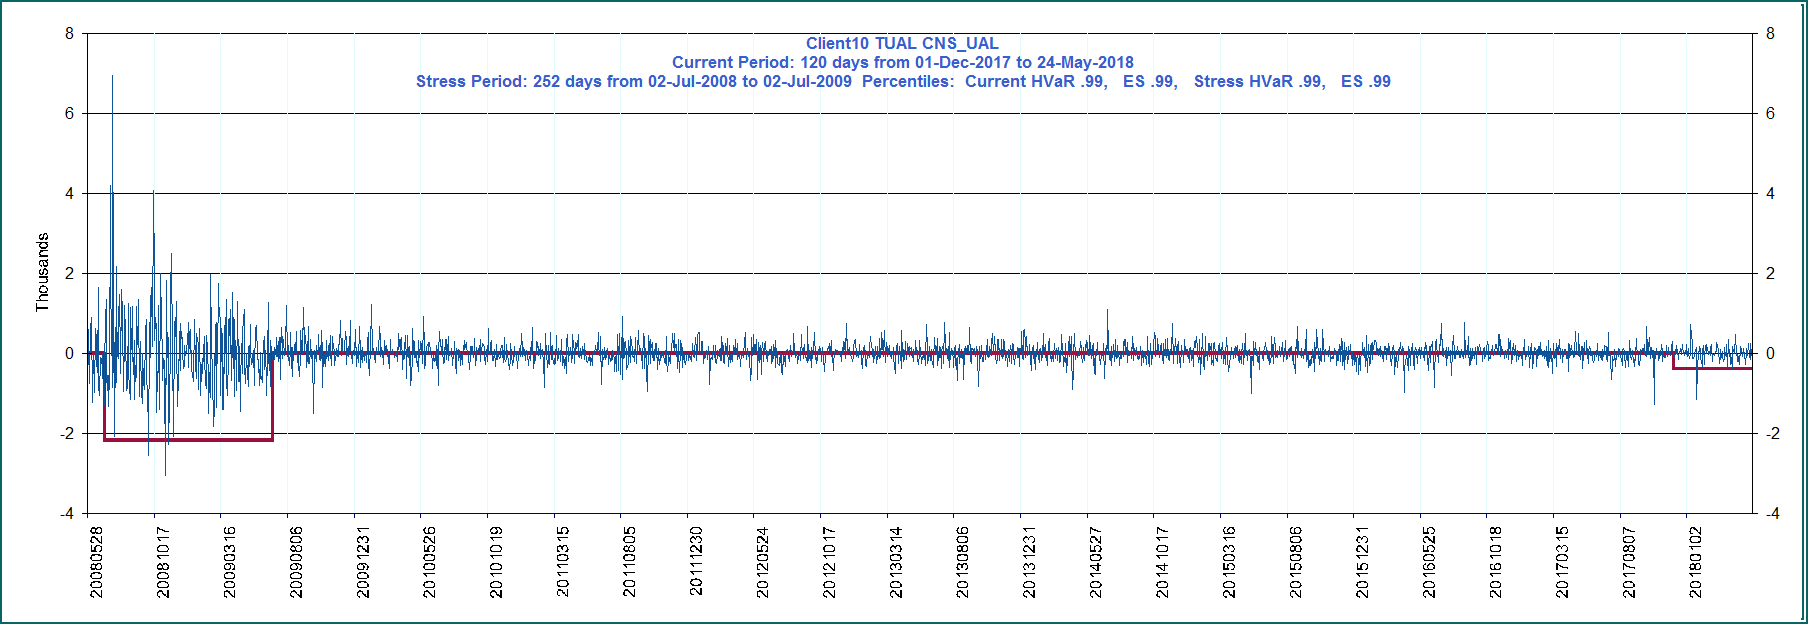 Client10 TUAL CNS_UAL
Current Period: 120 days from 01-Dec-2017 to 24-May-2018
Stress Period: 252 days from 02-Jul-2008 to 02-Jul-2009  Percentiles:  Current HVaR .99,   ES .99,   Stress HVaR .99,   ES .99
8 8
6 6
4 4
2 2
0 0
-2 -2
-4 -4
Thousands
20080528 20081017 20090316 20090806 20091231 20100526 20101019 20110315 20110805 20111230 20120524 20121017 20130314 20130806 20131231 20140527 20141017 20150316 20150806 20151231 20160525 20161018 20170315 20170807 20180102